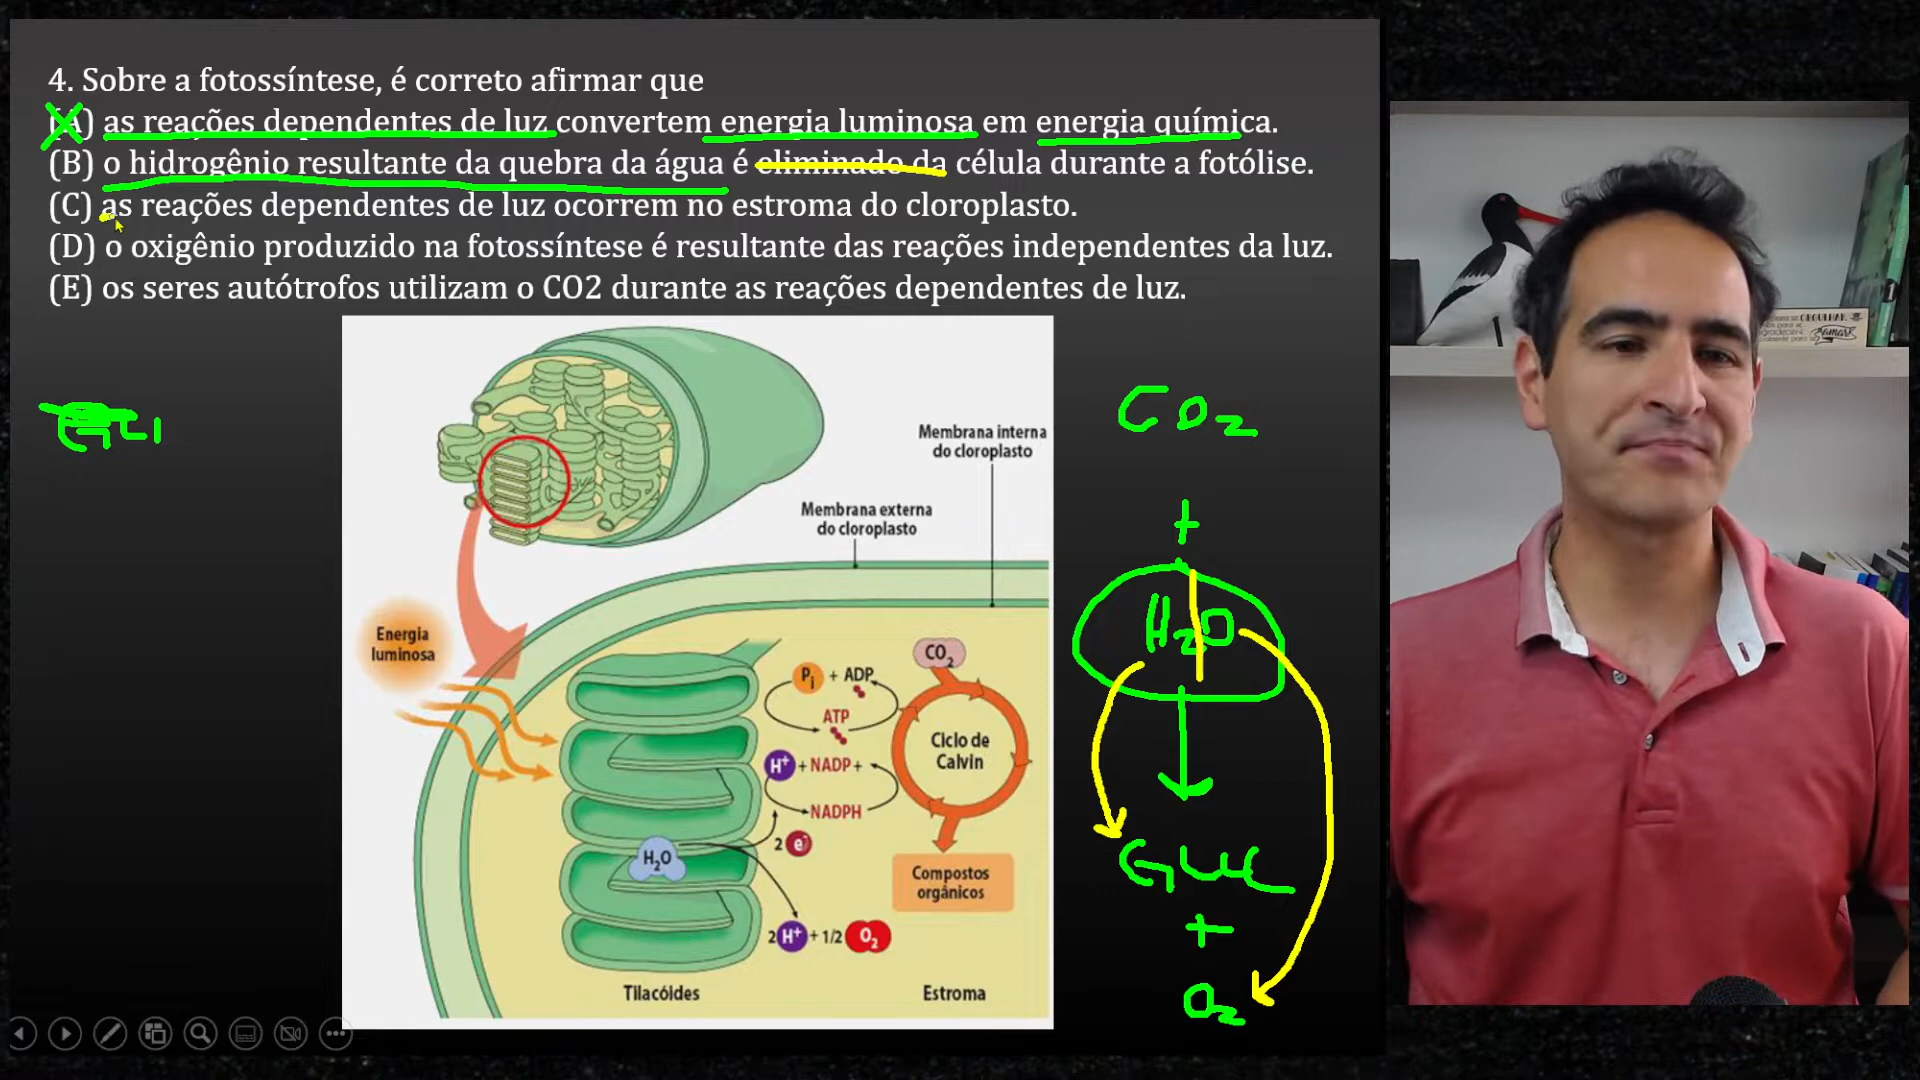 4. Sobre a fotossíntese, é correto afirmar que
(A) as reações dependentes de luz convertem energia luminosa em energia química.
(B) o hidrogênio resultante da quebra da água é eliminado da célula durante a fotólise.
(C) as reações dependentes de luz ocorrem no estroma do cloroplasto.
(D) o oxigênio produzido na fotossíntese é resultante das reações independentes da luz.
(E) os seres autótrofos utilizam o CO2 durante as reações dependentes de luz.
Membrana interna
do cloroplasto
Membrana externa
do cloroplasto
Energia
luminosa
Pi + ADP
ATP
H+ + NADP+
NADPH
2 e-
H2O
2 H+ + 1/2 O2
CO2
Ciclo de
Calvin
Compostos
orgânicos
Tilacóides
Estroma
CO2
+
H2O
GLIC
+
O2
ORGULHAR
amar